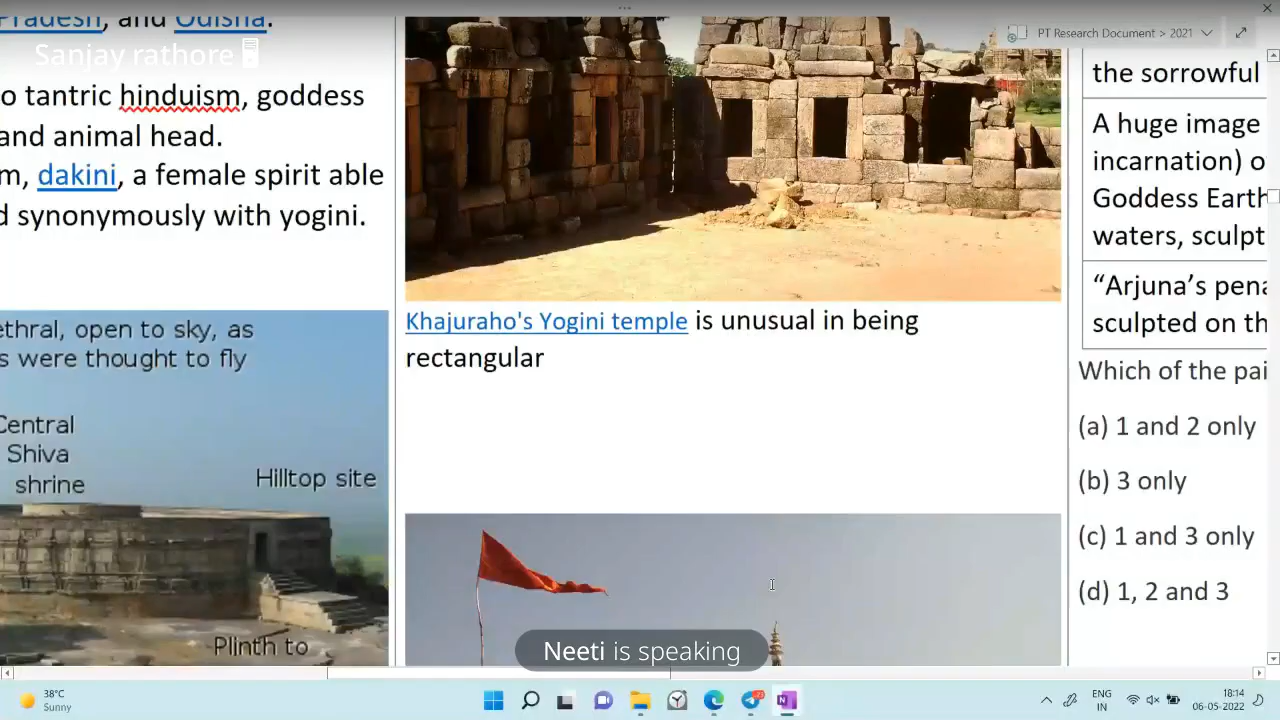 PT Research Document > 2021
Pradesh, and Odisha.
Sanjay rathore
o tantric hinduism, goddess
and animal head.
m, dakini, a female spirit able
d synonymously with yogini.
ethral, open to sky, as
s were thought to fly
Central
Shiva
shrine
Hilltop site
Plinth to
Khajuraho's Yogini temple is unusual in being
rectangular
the sorrowful
A huge image
incarnation) o
Goddess Earth
waters, sculpt
“Arjuna’s pena
sculpted on th
Which of the pai
(a) 1 and 2 only
(b) 3 only
(c) 1 and 3 only
(d) 1, 2 and 3
Neeti is speaking
38°C
Sunny
23
ENG
IN
18:14
06-05-2022